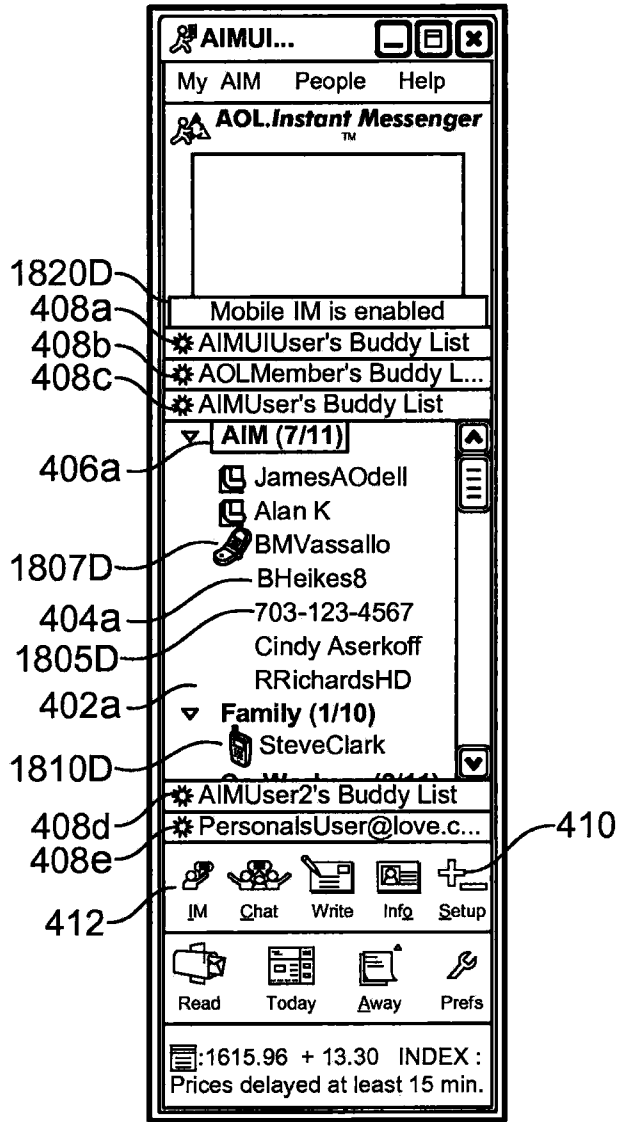 AIMUI...
My AIM People Help
AOL.Instant Messenger
TM
1820D
Mobile IM is enabled
408a
AIMUIUser's Buddy List
408b
AOLMember's Buddy L...
408c
AIMUser's Buddy List
406a
AIM (7/11)
JamesAOdell
Alan K
1807D
BMVassallo
404a
BHeikes8
1805D
703-123-4567
Cindy Aserkoff
402a
RRichardsHD
Family (1/10)
1810D
SteveClark
408d
AIMUser2's Buddy List
408e
PersonalsUser@love.c...
410
412
IM Chat Write Info Setup
Read Today Away Prefs
:1615.96 + 13.30 INDEX :
Prices delayed at least 15 min.